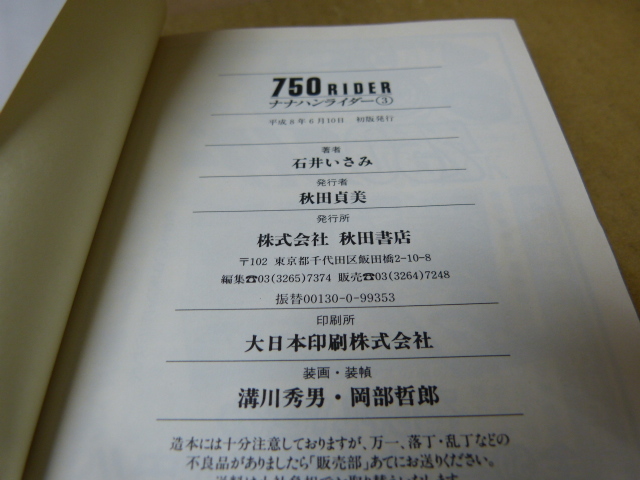 750 RIDER
ナナハンライダー③
平成8年6月10日 初版発行
著者
石井いさみ
発行者
秋田貞美
発行所
株式会社 秋田書店
〒102 東京都千代田区飯田橋2-10-8
編集☎03(3265)7374 販売☎03(3264)7248
振替00130-0-99353
印刷所
大日本印刷株式会社
装画・装幀
溝川秀男・岡部哲郎
造本には十分注意しておりますが、万一、落丁・乱丁などの
不良品がありましたら「販売部」あてにお送りください。